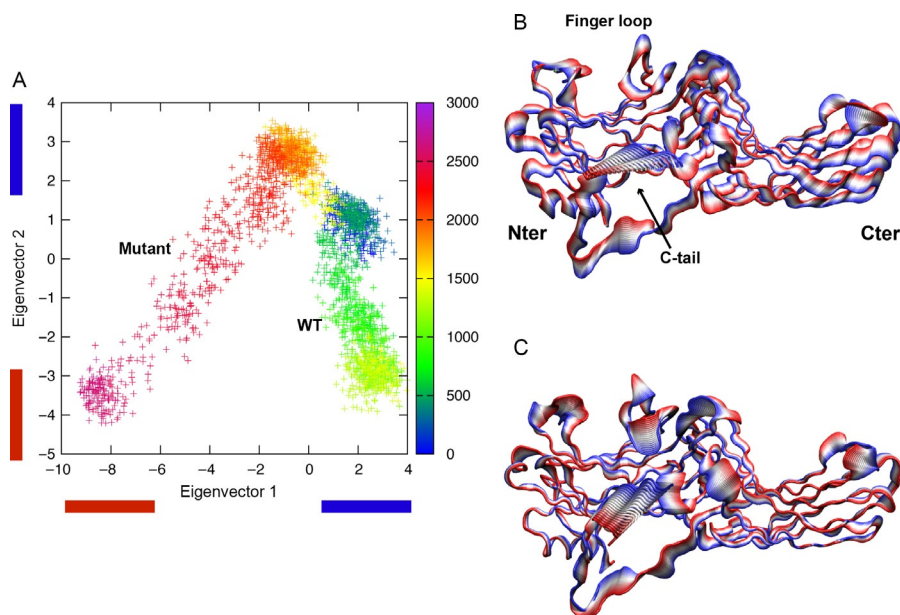 A
4
3
2
1
0
−1
−2
−3
−4
−5
Eigenvector 2
−10 −8 −6 −4 −2 0 2 4
Eigenvector 1
Mutant
WT
3000
2500
2000
1500
1000
500
0
B
Finger loop
Nter
C-tail
Cter
C